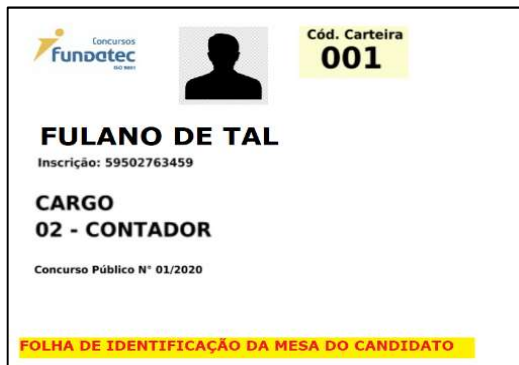 Concursos
FUNDATEC
ISO 9001
Cód. Carteira
001
FULANO DE TAL
Inscrição: 59502763459
CARGO
02 - CONTADOR
Concurso Público N° 01/2020
FOLHA DE IDENTIFICAÇÃO DA MESA DO CANDIDATO